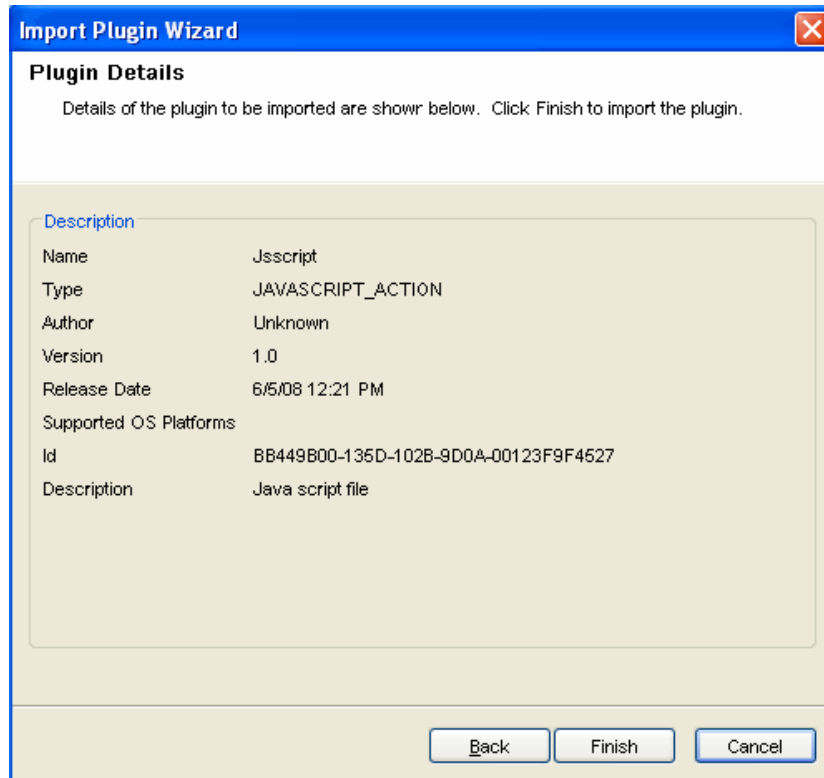 Import Plugin Wizard
Plugin Details
Details of the plugin to be imported are shown below. Click Finish to import the plugin.
Description
Name Jsscript
Type JAVASCRIPT_ACTION
Author Unknown
Version 1.0
Release Date 6/5/08 12:21 PM
Supported OS Platforms
Id BB449B00-135D-102B-9D0A-00123F9F4527
Description Java script file
Back Finish Cancel